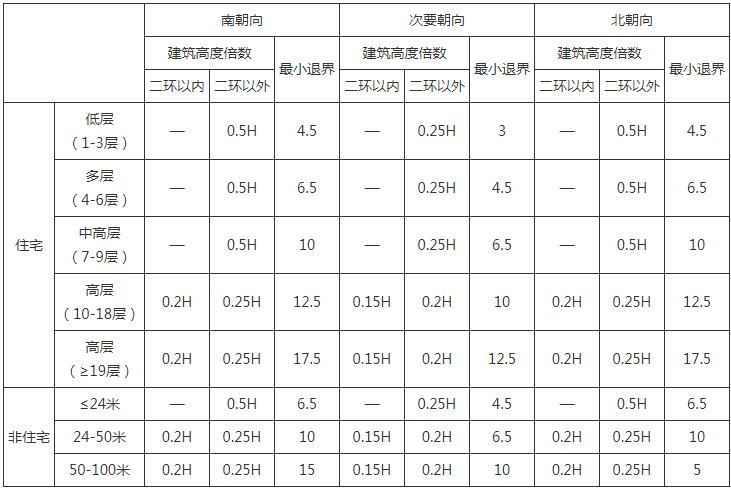 南朝向 次要朝向 北朝向
建筑高度倍数 最小退界 建筑高度倍数 最小退界 建筑高度倍数 最小退界
二环以内 二环以外 二环以内 二环以外 二环以内 二环以外
住宅
低层
（1-3层） — 0.5H 4.5 — 0.25H 3 — 0.5H 4.5
多层
（4-6层） — 0.5H 6.5 — 0.25H 4.5 — 0.5H 6.5
中高层
（7-9层） — 0.5H 10 — 0.25H 6.5 — 0.5H 10
高层
（10-18层） 0.2H 0.25H 12.5 0.15H 0.2H 10 0.2H 0.25H 12.5
高层
（≥19层） 0.2H 0.25H 17.5 0.15H 0.2H 12.5 0.2H 0.25H 17.5
非住宅
≤24米 — 0.5H 6.5 — 0.25H 4.5 — 0.5H 6.5
24-50米 0.2H 0.25H 10 0.15H 0.2H 6.5 0.2H 0.25H 10
50-100米 0.2H 0.25H 15 0.15H 0.2H 10 0.2H 0.25H 5